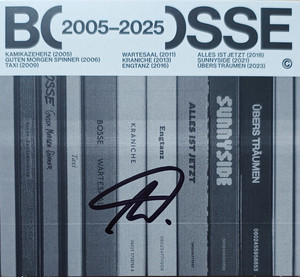 BO 2005–2025 OSSE
KAMIKAZEHERZ (2005) WARTESAAL (2011) ALLES IST JETZT (2018)
GUTEN MORGEN SPINNER (2006) KRANICHE (2013) SUNNYSIDE (2021)
TAXI (2009) ENGTANZ (2016) ÜBERS TRÄUMEN (2023) ©
BOSSE GUTEN MORGEN SPINNER
Taxi
BOSSE WARTESAAL
KRANICHE
Engtanz
ALLES IST JETZT
SUNNYSIDE
ÜBERS TRÄUMEN